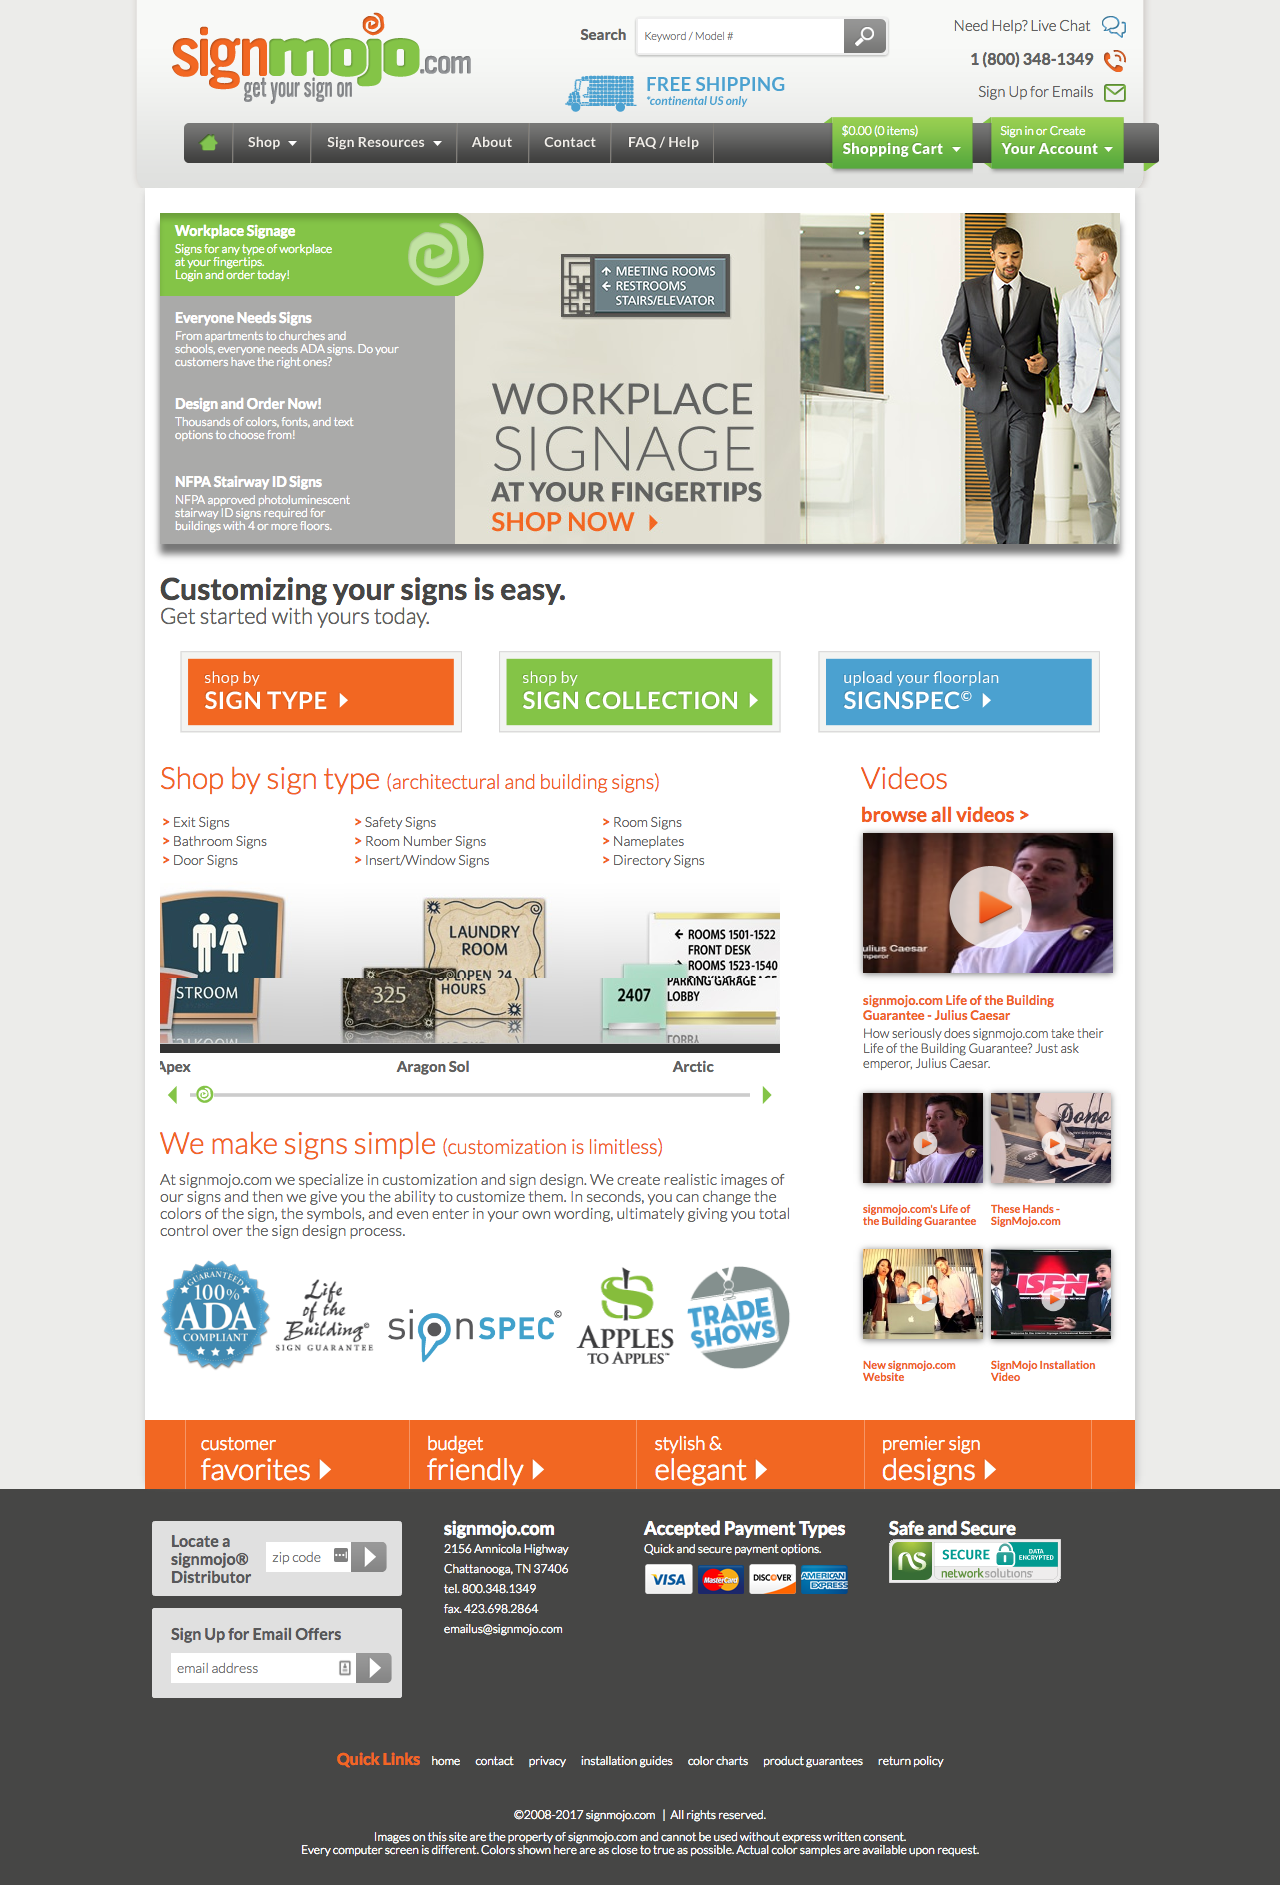 signmojo.com
get your sign on
Search
Keyword / Model #
FREE SHIPPING
*continental US only
Need Help? Live Chat
1 (800) 348-1349
Sign Up for Emails
Shop
Sign Resources
About
Contact
FAQ / Help
$0.00 (0 items)
Shopping Cart
Sign in or Create
Your Account
Workplace Signage
Signs for any type of workplace
at your fingertips.
Login and order today!
Everyone Needs Signs
From apartments to churches and
schools, everyone needs ADA signs. Do your
customers have the right ones?
Design and Order Now!
Thousands of colors, fonts, and text
options to choose from!
NFPA Stairway ID Signs
NFPA approved photoluminescent
stairway ID signs required for
buildings with 4 or more floors.
MEETING ROOMS
RESTROOMS
STAIRS/ELEVATOR
WORKPLACE
SIGNAGE
AT YOUR FINGERTIPS
SHOP NOW
Customizing your signs is easy.
Get started with yours today.
shop by
SIGN TYPE
shop by
SIGN COLLECTION
upload your floorplan
SIGNSPEC©
Shop by sign type (architectural and building signs)
> Exit Signs
> Bathroom Signs
> Door Signs
> Safety Signs
> Room Number Signs
> Insert/Window Signs
> Room Signs
> Nameplates
> Directory Signs
STROOM
LAUNDRY
ROOM
OPEN 24
HOURS
325
ROOMS 1501-1522
FRONT DESK
ROOMS 1523-1540
PARKING GARAGE
LOBBY
2407
Apex
Aragon Sol
Arctic
We make signs simple (customization is limitless)
At signmojo.com we specialize in customization and sign design. We create realistic images of
our signs and then we give you the ability to customize them. In seconds, you can change the
colors of the sign, the symbols, and even enter in your own wording, ultimately giving you total
control over the sign design process.
GUARANTEED
100%
ADA
COMPLIANT
Life
of the
Building©
SIGN GUARANTEE
signSPEC©
APPLES
TO APPLES™
TRADE
SHOWS
Videos
browse all videos >
ulius Caesar
mperor
signmojo.com Life of the Building
Guarantee - Julius Caesar
How seriously does signmojo.com take their
Life of the Building Guarantee? Just ask
emperor, Julius Caesar.
Dono
signmojo.com's Life of
the Building Guarantee
These Hands -
SignMojo.com
ISPN
New signmojo.com
Website
SignMojo Installation
Video
customer
favorites
budget
friendly
stylish &
elegant
premier sign
designs
Locate a
signmojo®
Distributor
zip code
Sign Up for Email Offers
email address
signmojo.com
2156 Amnicola Highway
Chattanooga, TN 37406
tel. 800.348.1349
fax. 423.698.2864
emailus@signmojo.com
Accepted Payment Types
Quick and secure payment options.
VISA
MasterCard
DISCOVER
AMERICAN
EXPRESS
Safe and Secure
ns
SECURE
DATA
ENCRYPTED
networksolutions
Quick Links
home
contact
privacy
installation guides
color charts
product guarantees
return policy
©2008-2017 signmojo.com | All rights reserved.
Images on this site are the property of signmojo.com and cannot be used without express written consent.
Every computer screen is different. Colors shown here are as close to true as possible. Actual color samples are available upon request.